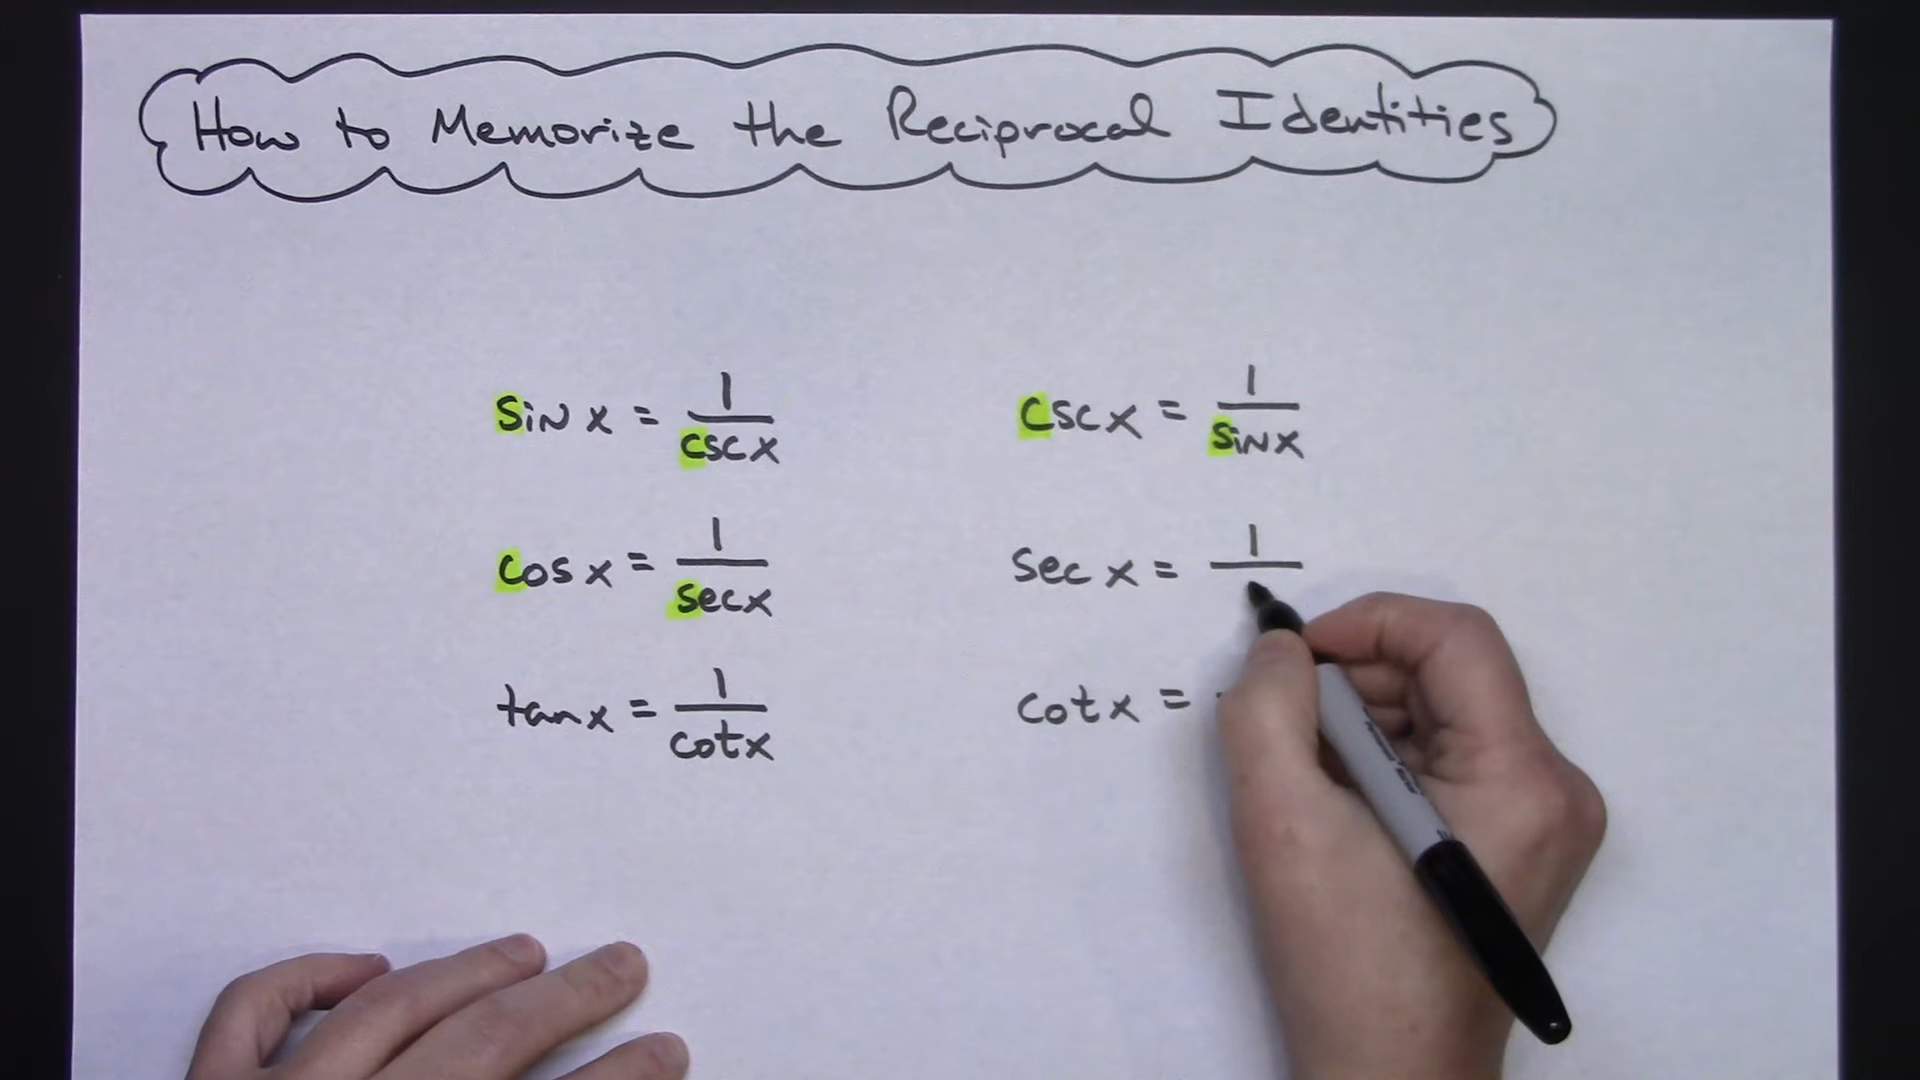 How to Memorize the Reciprocal Identities
sin x = 1/csc x
csc x = 1/sin x
cos x = 1/sec x
sec x = 1/
tan x = 1/cot x
cot x =